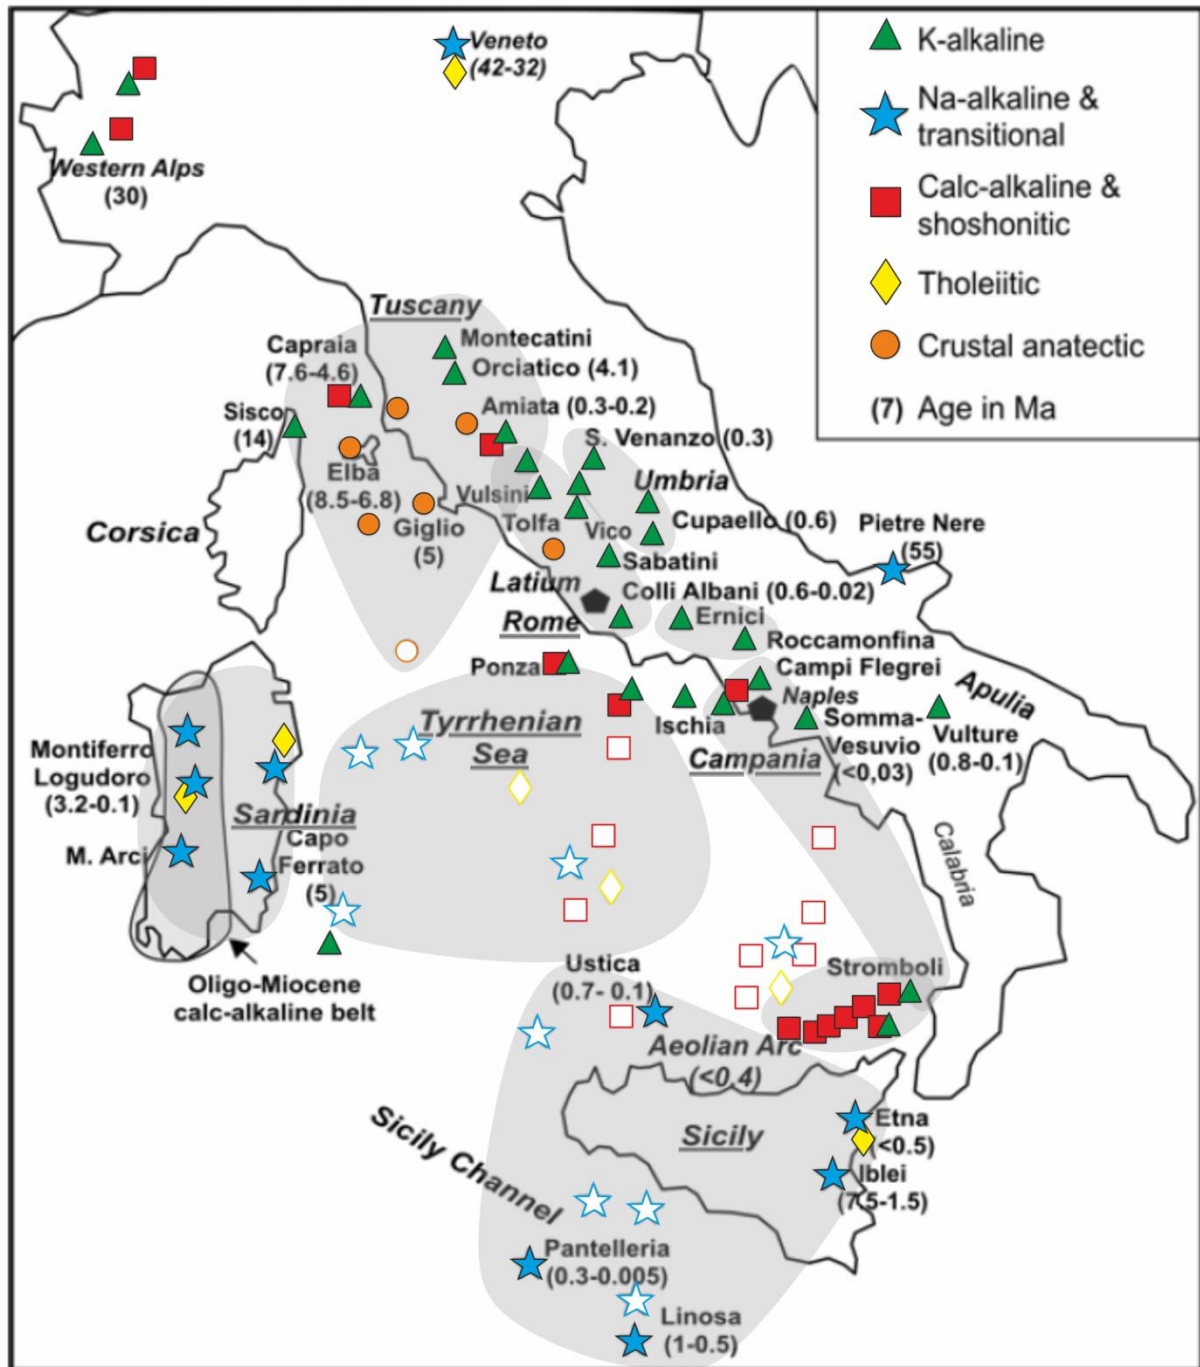 Veneto
(42-32)
K-alkaline
Na-alkaline &
transitional
Calc-alkaline &
shoshonitic
Tholeiitic
Crustal anatectic
(7) Age in Ma
Western Alps
(30)
Tuscany
Capraia
(7.6-4.6)
Montecatini
Orciatico (4.1)
Sisco
(14)
Amiata (0.3-0.2)
S. Venanzo (0.3)
Elba
(8.5-6.8)
Vulsini
Umbria
Giglio
(5)
Tolfa
Vico
Cupaello (0.6)
Corsica
Pietre Nere
(55)
Sabatini
Latium
Colli Albani (0.6-0.02)
Rome
Ernici
Roccamonfina
Ponza
Campi Flegrei
Naples
Apulia
Ischia
Somma-
Vesuvio
(<0,03)
Vulture
(0.8-0.1)
Tyrrhenian
Sea
Campania
Montiferro
Logudoro
(3.2-0.1)
Sardinia
M. Arci
Capo
Ferrato
(5)
Calabria
Oligo-Miocene
calc-alkaline belt
Ustica
(0.7- 0.1)
Stromboli
Aeolian Arc
(<0.4)
Sicily Channel
Sicily
Etna
(<0.5)
Iblei
(7.5-1.5)
Pantelleria
(0.3-0.005)
Linosa
(1-0.5)